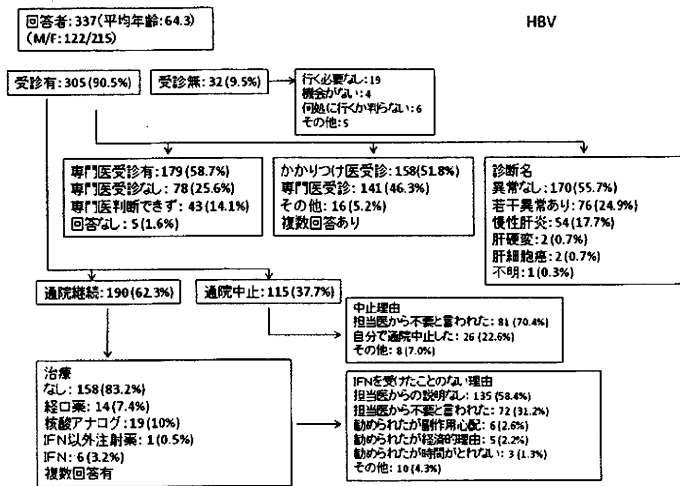 回答者:337(平均年齢:64.3)
(M/F:122/215)
HBV
受診有:305(90.5%)
受診無:32(9.5%)
行く必要なし:19
機会がない:4
何処に行くか判らない:6
その他:5
専門医受診有:179(58.7%)
専門医受診なし:78(25.6%)
専門医判断できず:43(14.1%)
回答なし:5(1.6%)
かかりつけ医受診:158(51.8%)
専門医受診:141(46.3%)
その他:16(5.2%)
複数回答あり
診断名
異常なし:170(55.7%)
若干異常あり:76(24.9%)
慢性肝炎:54(17.7%)
肝硬変:2(0.7%)
肝細胞癌:2(0.7%)
不明:1(0.3%)
通院継続:190(62.3%)
通院中止:115(37.7%)
中止理由
担当医から不要と言われた:81(70.4%)
自分で通院中止した:26(22.6%)
その他:8(7.0%)
治療
なし:158(83.2%)
経口薬:14(7.4%)
核酸アナログ:19(10%)
IFN以外注射薬:1(0.5%)
IFN:6(3.2%)
複数回答有
IFNを受けたことのない理由
担当医からの説明なし:135(58.4%)
担当医から不要と言われた:72(31.2%)
勧められたが副作用心配:6(2.6%)
勧められたが経済的理由:5(2.2%)
勧められたが時間がとれない:3(1.3%)
その他:10(4.3%)